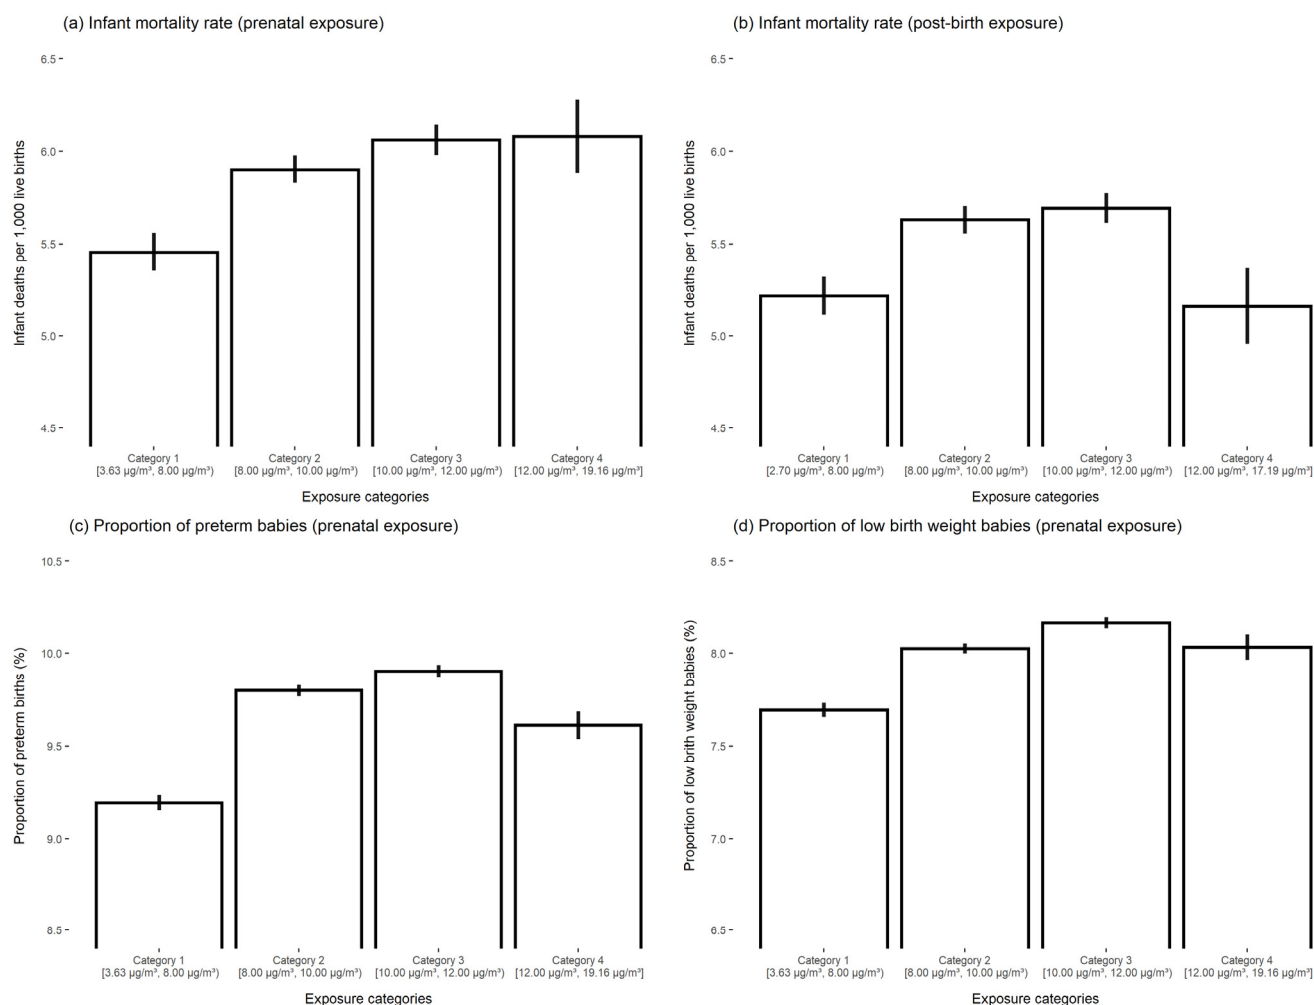 (a) Infant mortality rate (prenatal exposure)
6.5
6.0
5.5
5.0
4.5
Infant deaths per 1,000 live births
Category 1
[3.63 µg/m³, 8.00 µg/m³)
Category 2
[8.00 µg/m³, 10.00 µg/m³)
Category 3
[10.00 µg/m³, 12.00 µg/m³)
Category 4
[12.00 µg/m³, 19.16 µg/m³]
Exposure categories
(b) Infant mortality rate (post-birth exposure)
6.5
6.0
5.5
5.0
4.5
Infant deaths per 1,000 live births
Category 1
[2.70 µg/m³, 8.00 µg/m³)
Category 2
[8.00 µg/m³, 10.00 µg/m³)
Category 3
[10.00 µg/m³, 12.00 µg/m³)
Category 4
[12.00 µg/m³, 17.19 µg/m³]
Exposure categories
(c) Proportion of preterm babies (prenatal exposure)
10.5
10.0
9.5
9.0
8.5
Proportion of preterm births (%)
Category 1
[3.63 µg/m³, 8.00 µg/m³)
Category 2
[8.00 µg/m³, 10.00 µg/m³)
Category 3
[10.00 µg/m³, 12.00 µg/m³)
Category 4
[12.00 µg/m³, 19.16 µg/m³]
Exposure categories
(d) Proportion of low birth weight babies (prenatal exposure)
8.5
8.0
7.5
7.0
6.5
Proportion of low brith weight babies (%)
Category 1
[3.63 µg/m³, 8.00 µg/m³)
Category 2
[8.00 µg/m³, 10.00 µg/m³)
Category 3
[10.00 µg/m³, 12.00 µg/m³)
Category 4
[12.00 µg/m³, 19.16 µg/m³]
Exposure categories